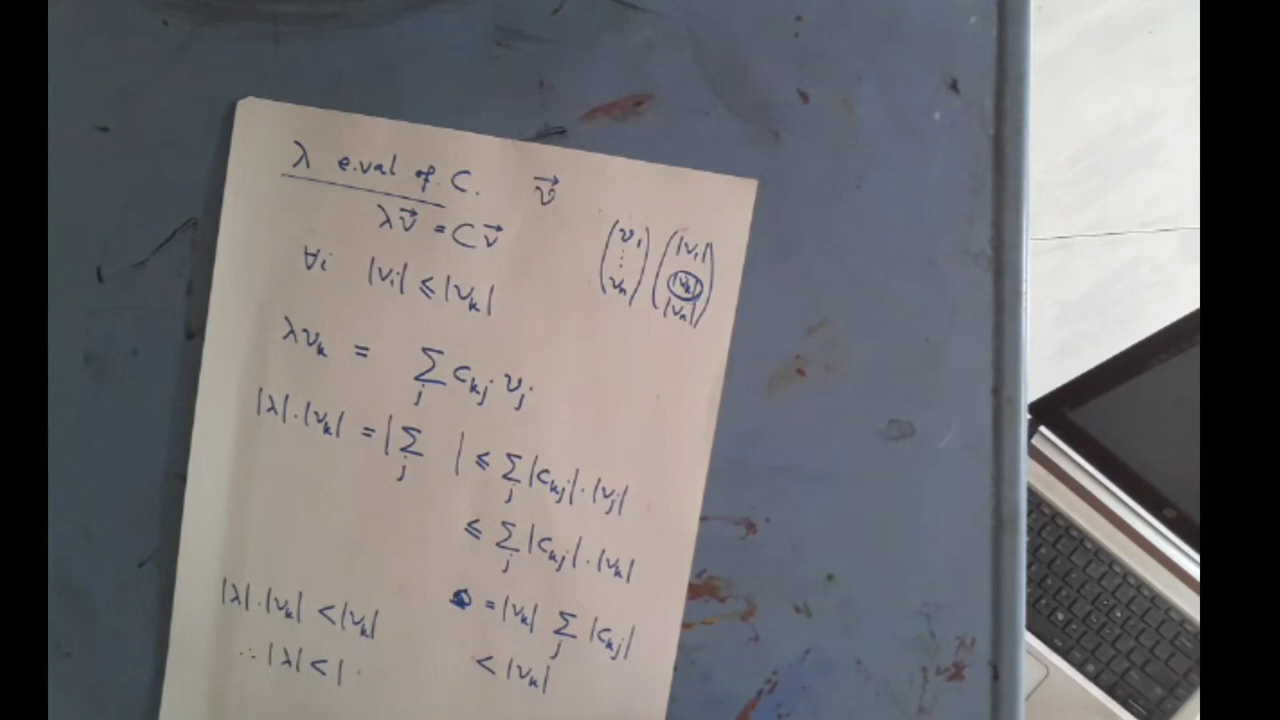 λ e.val of C. v⃗
λv⃗ = Cv⃗
(v₁ ⋮ vₙ) (|v₁| |vₖ| |vₙ|)
∀i |vᵢ| ≤ |vₖ|
λvₖ = ∑ⱼ cₖⱼ vⱼ
|λ|·|vₖ| = |∑ⱼ | ≤ ∑ⱼ |cₖⱼ|·|vⱼ|
≤ ∑ⱼ |cₖⱼ|·|vₖ|
= |vₖ| ∑ⱼ |cₖⱼ|
|λ|·|vₖ| < |vₖ|
< |vₖ|
∴ |λ| < 1